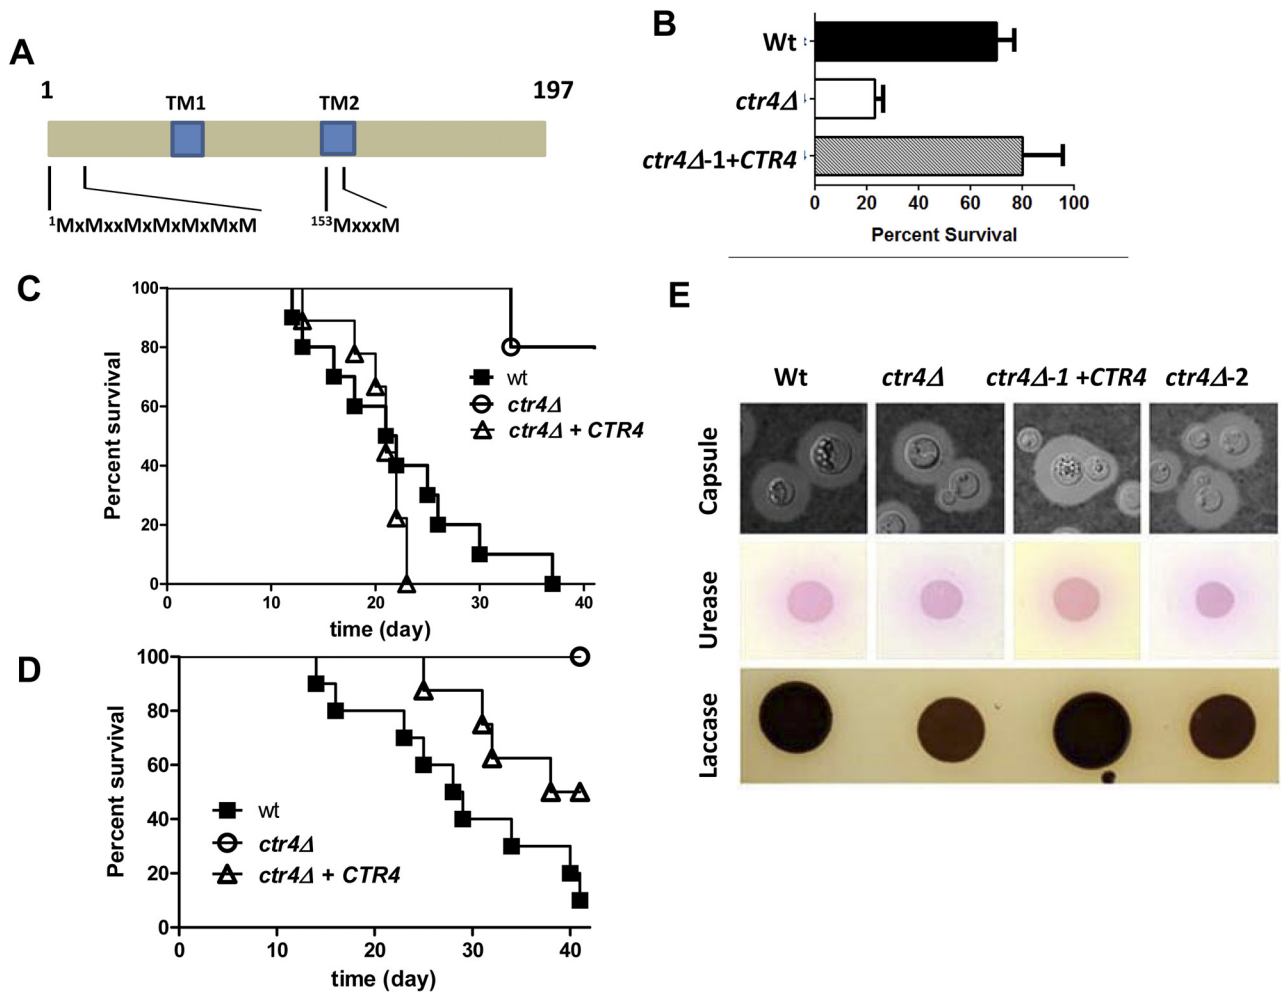 A
1
197
TM1
TM2
¹MxMxxMxMxMxMxM
¹⁵³MxxxM
B
Wt
ctr4Δ
ctr4Δ-1+CTR4
0 20 40 60 80 100
Percent Survival
C
100
80
60
40
20
0
Percent survival
wt
ctr4Δ
ctr4Δ + CTR4
0 10 20 30 40
time (day)
D
100
80
60
40
20
0
Percent survival
wt
ctr4Δ
ctr4Δ + CTR4
0 10 20 30 40
time (day)
E
Wt ctr4Δ ctr4Δ-1 +CTR4 ctr4Δ-2
Capsule
Urease
Laccase